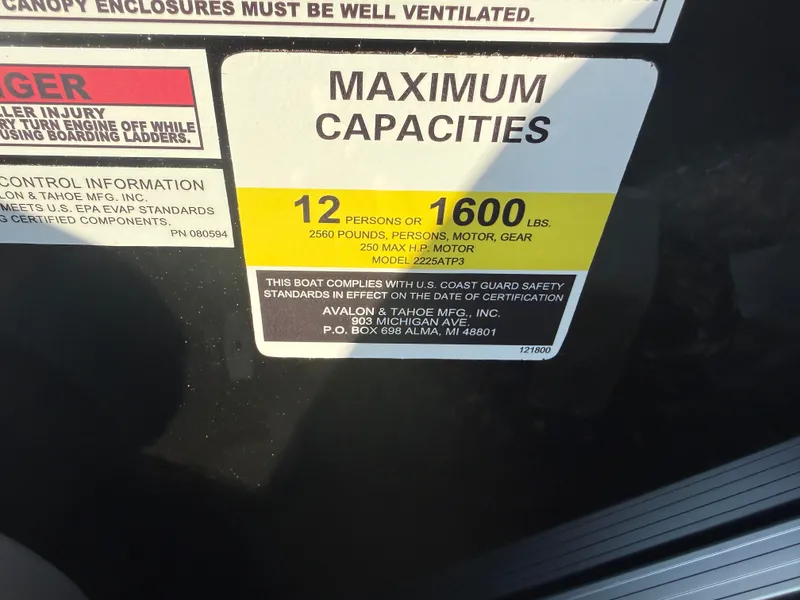 CANOPY ENCLOSURES MUST BE WELL VENTILATED.
GER
LER INJURY
RY TURN ENGINE OFF WHILE
USING BOARDING LADDERS.
CONTROL INFORMATION
LON & TAHOE MFG. INC.
MEETS U.S. EPA EVAP STANDARDS
G CERTIFIED COMPONENTS.
PN 080594
MAXIMUM
CAPACITIES
12 PERSONS OR 1600 LBS.
2560 POUNDS, PERSONS, MOTOR, GEAR
250 MAX H.P. MOTOR
MODEL 2225ATP3
THIS BOAT COMPLIES WITH U.S. COAST GUARD SAFETY
STANDARDS IN EFFECT ON THE DATE OF CERTIFICATION
AVALON & TAHOE MFG., INC.
903 MICHIGAN AVE.
P.O. BOX 698 ALMA, MI 48801
121800